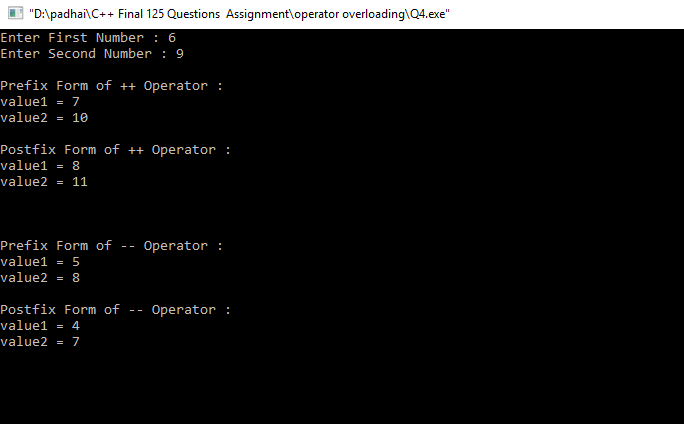 "D:\padhai\C++ Final 125 Questions  Assignment\operator overloading\Q4.exe"
Enter First Number : 6
Enter Second Number : 9
Prefix Form of ++ Operator :
value1 = 7
value2 = 10
Postfix Form of ++ Operator :
value1 = 8
value2 = 11
Prefix Form of -- Operator :
value1 = 5
value2 = 8
Postfix Form of -- Operator :
value1 = 4
value2 = 7